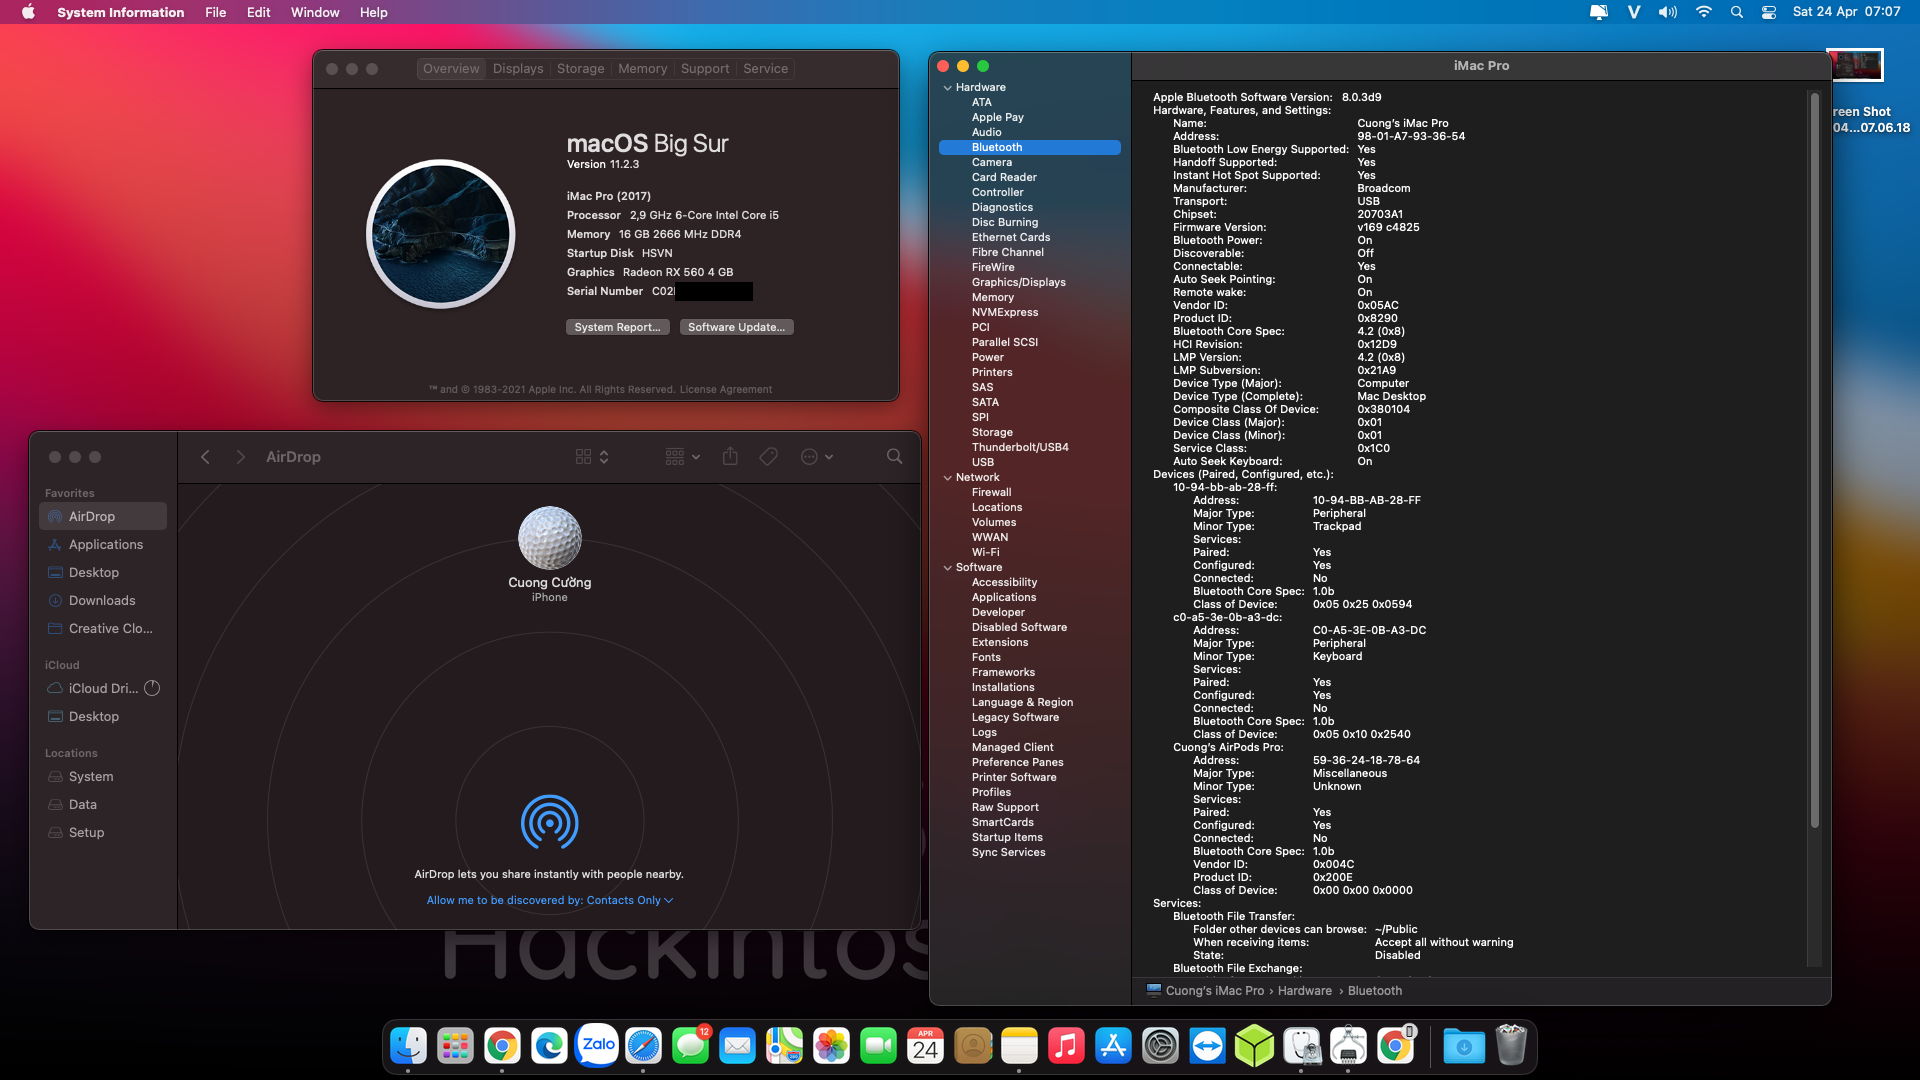 System Information File Edit Window Help
V Sat 24 Apr 07:07
Overview Displays Storage Memory Support Service
macOS Big Sur
Version 11.2.3
iMac Pro (2017)
Processor 2,9 GHz 6-Core Intel Core i5
Memory 16 GB 2666 MHz DDR4
Startup Disk HSVN
Graphics Radeon RX 560 4 GB
Serial Number C02
System Report... Software Update...
™ and © 1983-2021 Apple Inc. All Rights Reserved. License Agreement
AirDrop
Favorites
AirDrop
Applications
Desktop
Downloads
Creative Clo...
iCloud
iCloud Dri...
Desktop
Locations
System
Data
Setup
Cuong Cường
iPhone
AirDrop lets you share instantly with people nearby.
Allow me to be discovered by: Contacts Only
Hackintos
iMac Pro
Hardware
ATA
Apple Pay
Audio
Bluetooth
Camera
Card Reader
Controller
Diagnostics
Disc Burning
Ethernet Cards
Fibre Channel
FireWire
Graphics/Displays
Memory
NVMExpress
PCI
Parallel SCSI
Power
Printers
SAS
SATA
SPI
Storage
Thunderbolt/USB4
USB
Network
Firewall
Locations
Volumes
WWAN
Wi-Fi
Software
Accessibility
Applications
Developer
Disabled Software
Extensions
Fonts
Frameworks
Installations
Language & Region
Legacy Software
Logs
Managed Client
Preference Panes
Printer Software
Profiles
Raw Support
SmartCards
Startup Items
Sync Services
Apple Bluetooth Software Version: 8.0.3d9
Hardware, Features, and Settings:
Name: Cuong's iMac Pro
Address: 98-01-A7-93-36-54
Bluetooth Low Energy Supported: Yes
Handoff Supported: Yes
Instant Hot Spot Supported: Yes
Manufacturer: Broadcom
Transport: USB
Chipset: 20703A1
Firmware Version: v169 c4825
Bluetooth Power: On
Discoverable: Off
Connectable: Yes
Auto Seek Pointing: On
Remote wake: On
Vendor ID: 0x05AC
Product ID: 0x8290
Bluetooth Core Spec: 4.2 (0x8)
HCI Revision: 0x12D9
LMP Version: 4.2 (0x8)
LMP Subversion: 0x21A9
Device Type (Major): Computer
Device Type (Complete): Mac Desktop
Composite Class Of Device: 0x380104
Device Class (Major): 0x01
Device Class (Minor): 0x01
Service Class: 0x1C0
Auto Seek Keyboard: On
Devices (Paired, Configured, etc.):
10-94-bb-ab-28-ff:
Address: 10-94-BB-AB-28-FF
Major Type: Peripheral
Minor Type: Trackpad
Services:
Paired: Yes
Configured: Yes
Connected: No
Bluetooth Core Spec: 1.0b
Class of Device: 0x05 0x25 0x0594
c0-a5-3e-0b-a3-dc:
Address: C0-A5-3E-0B-A3-DC
Major Type: Peripheral
Minor Type: Keyboard
Services:
Paired: Yes
Configured: Yes
Connected: No
Bluetooth Core Spec: 1.0b
Class of Device: 0x05 0x10 0x2540
Cuong's AirPods Pro:
Address: 59-36-24-18-78-64
Major Type: Miscellaneous
Minor Type: Unknown
Services:
Paired: Yes
Configured: Yes
Connected: No
Bluetooth Core Spec: 1.0b
Vendor ID: 0x004C
Product ID: 0x200E
Class of Device: 0x00 0x00 0x0000
Services:
Bluetooth File Transfer:
Folder other devices can browse: ~/Public
When receiving items: Accept all without warning
State: Disabled
Bluetooth File Exchange:
Cuong's iMac Pro › Hardware › Bluetooth
reen Shot
04...07.06.18
Zalo
12
APR
24